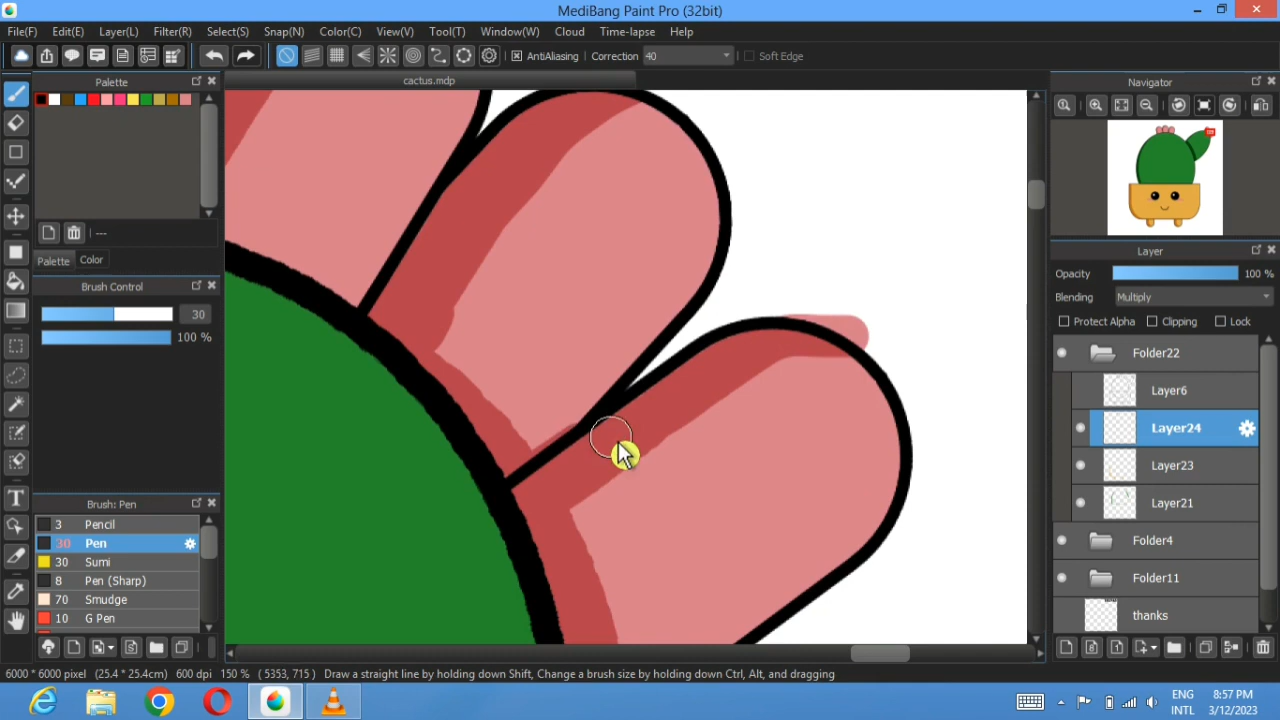 MediBang Paint Pro (32bit)
File(F) Edit(E) Layer(L) Filter(R) Select(S) Snap(N) Color(C) View(V) Tool(T) Window(W) Cloud Time-lapse Help
AntiAliasing Correction 40 Soft Edge
Palette
cactus.mdp
Navigator
---
Palette Color
Brush Control
30
100 %
Layer
Opacity 100 %
Blending Multiply
Protect Alpha Clipping Lock
Folder22
Layer6
Layer24
Layer23
Layer21
Folder4
Folder11
thanks
Brush: Pen
3 Pencil
30 Pen
30 Sumi
8 Pen (Sharp)
70 Smudge
10 G Pen
6000 * 6000 pixel (25.4 * 25.4cm) 600 dpi 150 % ( 5353, 715 ) Draw a straight line by holding down Shift, Change a brush size by holding down Ctrl, Alt, and dragging
ENG 8:57 PM
INTL 3/12/2023